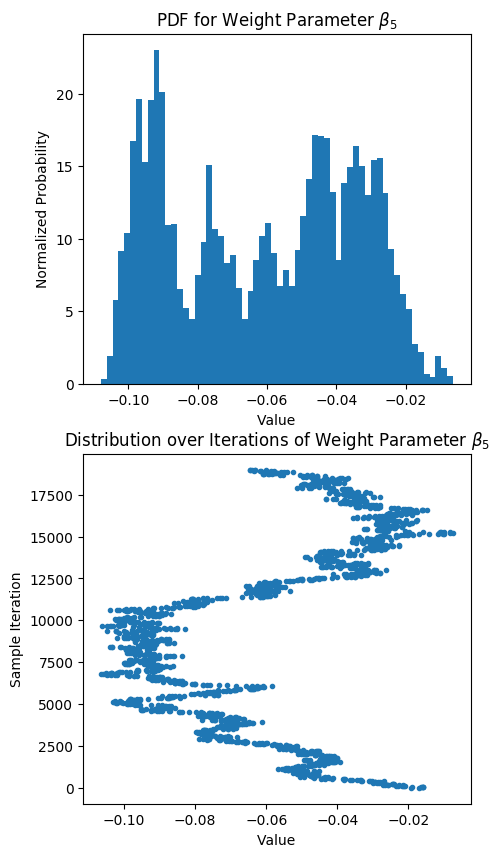 PDF for Weight Parameter β5
Normalized Probability
20
15
10
5
0
−0.10 −0.08 −0.06 −0.04 −0.02
Value
Distribution over Iterations of Weight Parameter β5
Sample Iteration
17500
15000
12500
10000
7500
5000
2500
0
−0.10 −0.08 −0.06 −0.04 −0.02
Value